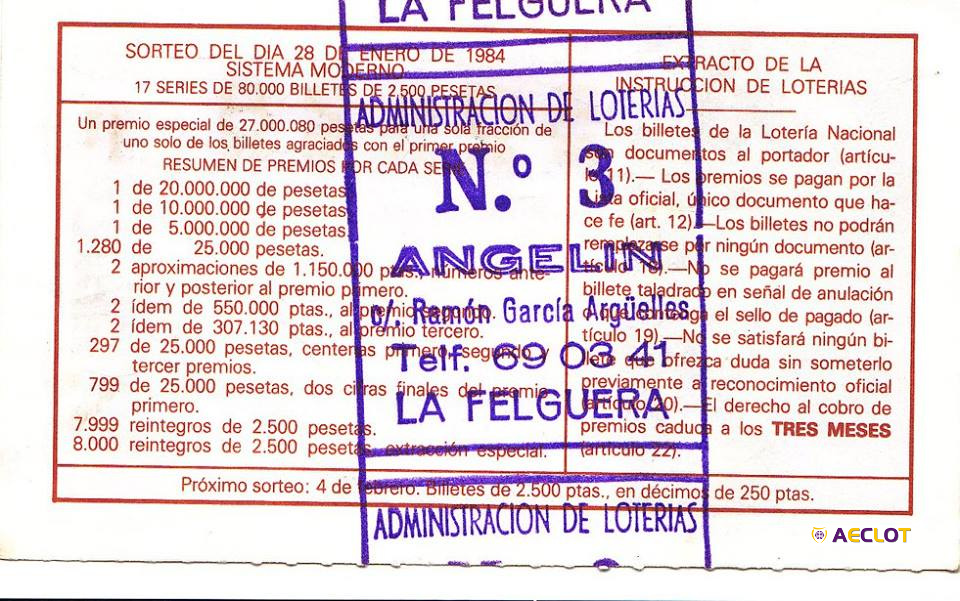 LA FELGUERA
SORTEO DEL DIA 28 DE ENERO DE 1984
SISTEMA MODERNO
17 SERIES DE 80.000 BILLETES DE 2.500 PESETAS
Un premio especial de 27.000.080 pesetas para una sola fracción de
uno solo de los billetes agraciados con el primer premio
RESUMEN DE PREMIOS POR CADA SERIE
1 de 20.000.000 de pesetas.
1 de 10.000.000 de pesetas.
1 de 5.000.000 de pesetas.
1.280 de 25.000 pesetas.
2 aproximaciones de 1.150.000 ptas., números ante-
rior y posterior al premio primero.
2 ídem de 550.000 ptas., al premio segundo.
2 ídem de 307.130 ptas., al premio tercero.
297 de 25.000 pesetas, centenas primero, segundo y
tercer premios.
799 de 25.000 pesetas, dos cifras finales del premio
primero.
7.999 reintegros de 2.500 pesetas.
8.000 reintegros de 2.500 pesetas, extracción especial.
EXTRACTO DE LA
INSTRUCCION DE LOTERIAS
Los billetes de la Lotería Nacional
son documentos al portador (artícu-
lo 11).— Los premios se pagan por la
Lista oficial, único documento que ha-
ce fe (art. 12).—Los billetes no podrán
remplazarse por ningún documento (ar-
tículo 18).—No se pagará premio al
billete taladrado en señal de anulación
o que contenga el sello de pagado (ar-
tículo 19).—No se satisfará ningún bi-
llete que ofrezca duda sin someterlo
previamente a reconocimiento oficial
(artículo 20).—El derecho al cobro de
premios caduca a los TRES MESES
(artículo 22).
Próximo sorteo: 4 de febrero. Billetes de 2.500 ptas., en décimos de 250 ptas.
ADMINISTRACION DE LOTERIAS
N.º 3
ANGELIN
c/. Ramón García Argüelles
Telf. 69 03 41
LA FELGUERA
ADMINISTRACION DE LOTERIAS
AECLOT